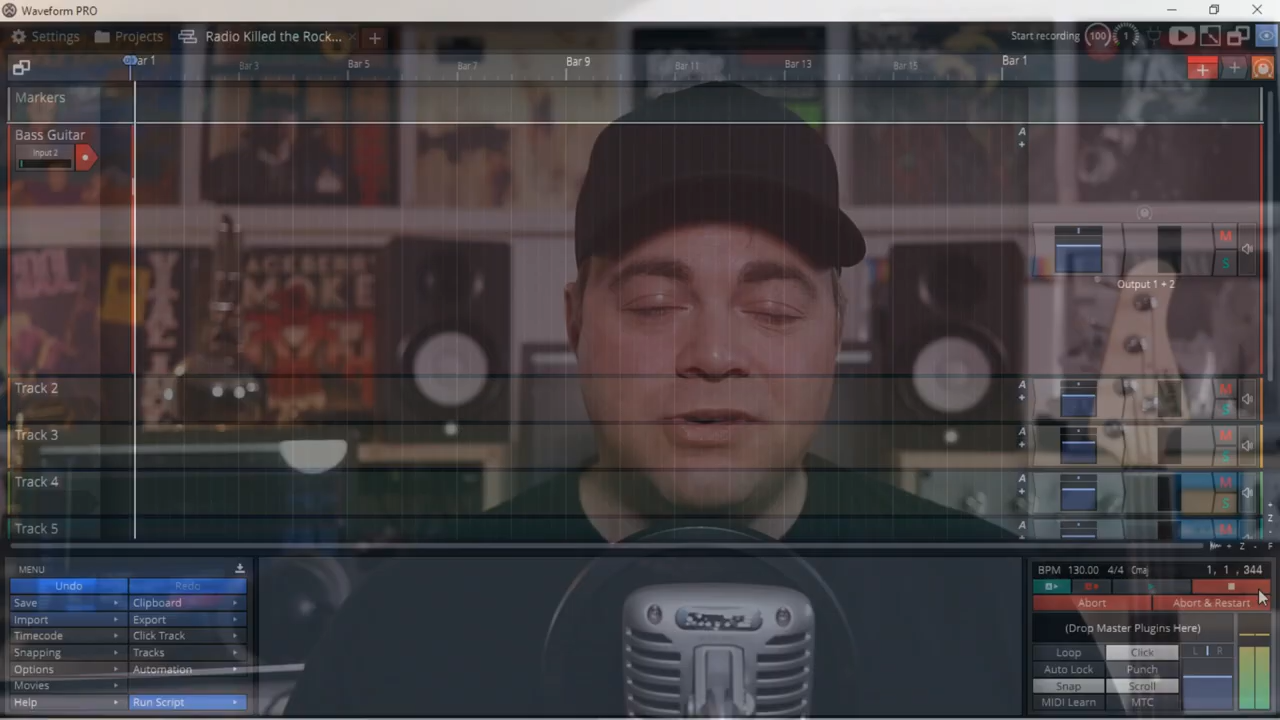 Waveform PRO
Settings Projects Radio Killed the Rock... Start recording 100 1
Bar 1 Bar 3 Bar 5 Bar 7 Bar 9 Bar 11 Bar 13 Bar 15 Bar 1
Markers
Bass Guitar A
Input 2
M
S
Output 1 + 2
Track 2 A M
S
Track 3 A M
S
Track 4 A M
S
Track 5 A M
Z
Z F
MENU
Undo Redo
Save Clipboard
Import Export
Timecode Click Track
Snapping Tracks
Options Automation
Movies
Help Run Script
BPM 130.00 4/4 Cmaj 1, 1, 344
Abort Abort & Restart
(Drop Master Plugins Here)
Loop Click L R
Auto Lock Punch
Snap Scroll
MIDI Learn MTC